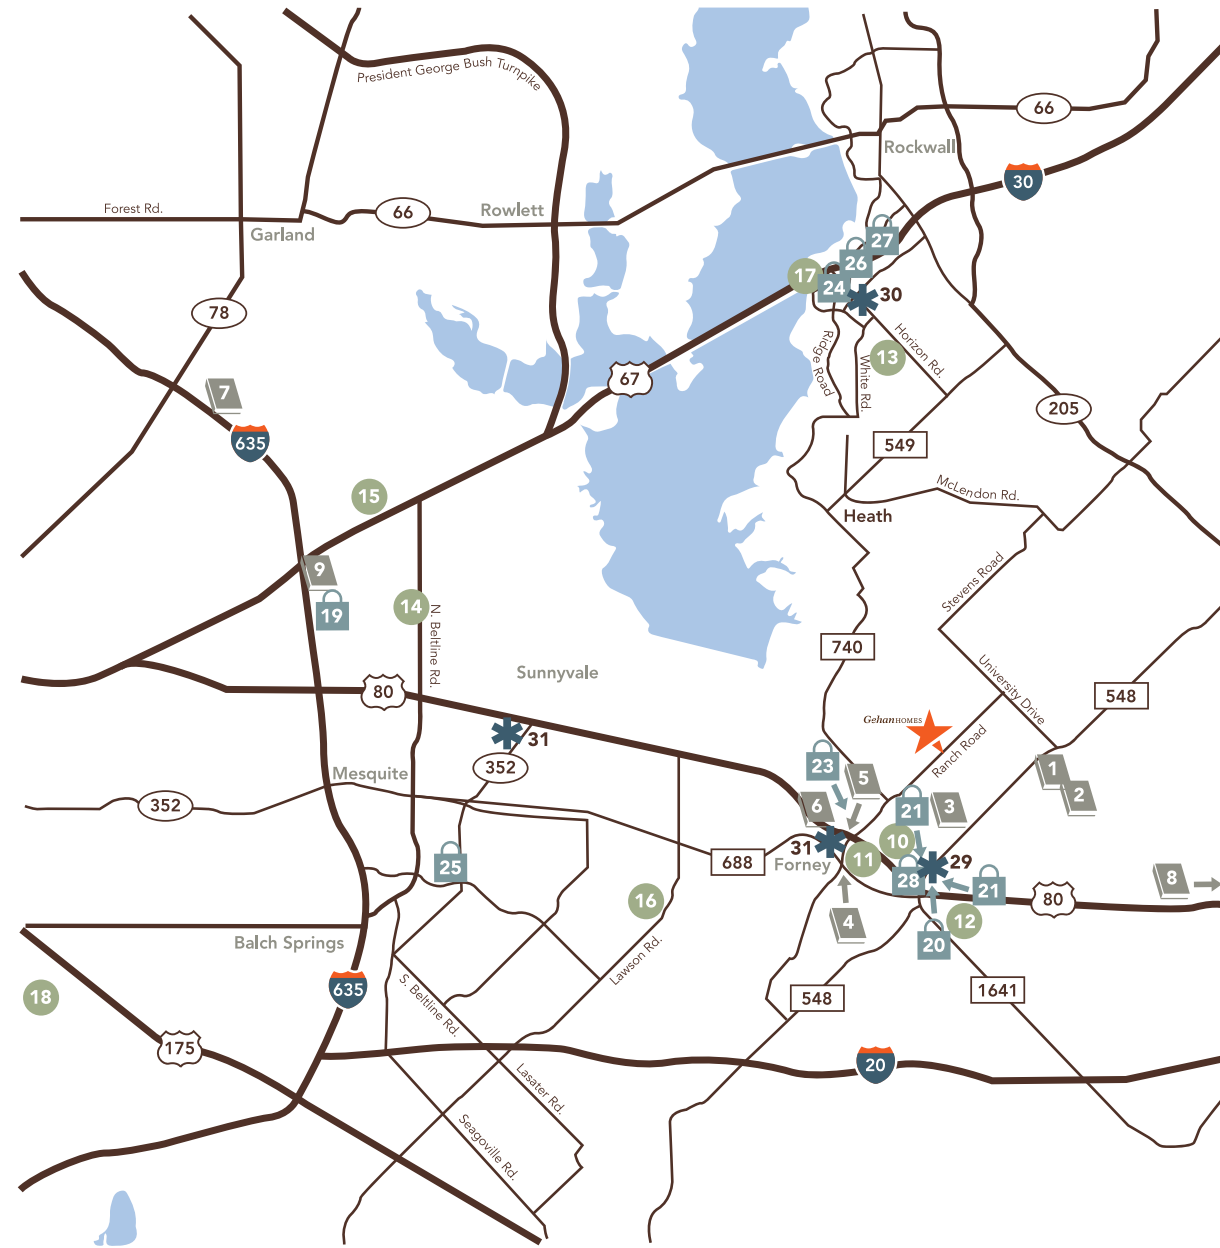 President George Bush Turnpike
66
Rockwall
30
Forest Rd.
66
Rowlett
Garland
27
26
17
24
30
78
Ridge Road
White Rd.
13
Horizon Rd.
67
7
205
635
549
15
McLendon Rd.
Heath
9
Stevens Road
19
14
N. Beltline Rd.
740
Sunnyvale
University Drive
80
548
GehanHOMES
31
Ranch Road
352
Mesquite
23
5
1
2
352
6
21
3
31
10
688
Forney
11
29
25
28
21
8
16
80
4
12
20
Balch Springs
Lawson Rd.
635
S. Beltline Rd.
548
1641
18
175
20
Lasater Rd.
Seagoville Rd.